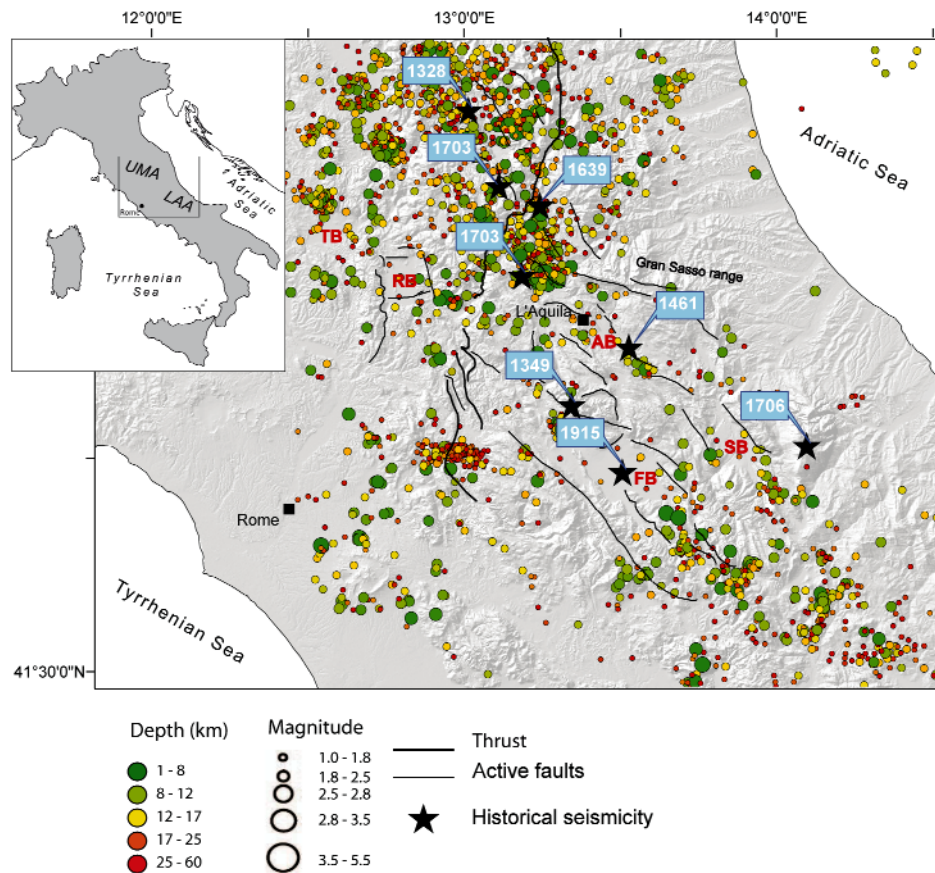 12°0'0"E
13°0'0"E
14°0'0"E
UMA
LAA
Rome
Adriatic
Sea
Tyrrhenian
Sea
1328
1703
1639
1703
TB
RB
Gran Sasso range
L'Aquila
1461
AB
1349
1706
1915
SB
FB
Rome
Adriatic Sea
Tyrrhenian Sea
41°30'0"N
Depth (km)
1 - 8
8 - 12
12 - 17
17 - 25
25 - 60
Magnitude
1.0 - 1.8
1.8 - 2.5
2.5 - 2.8
2.8 - 3.5
3.5 - 5.5
Thrust
Active faults
Historical seismicity